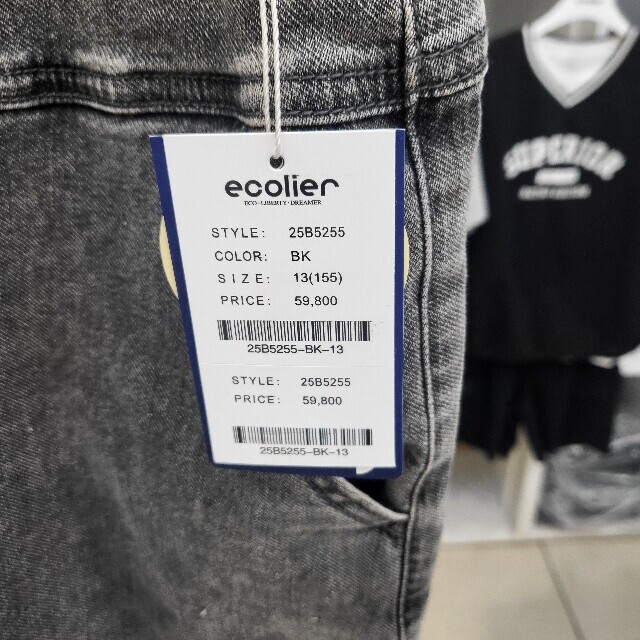 ecolier
ECO·LIBERTY·DREAMER
STYLE: 25B5255
COLOR: BK
SIZE: 13(155)
PRICE: 59,800
25B5255-BK-13
STYLE: 25B5255
PRICE: 59,800
25B5255-BK-13
SUPERIOR